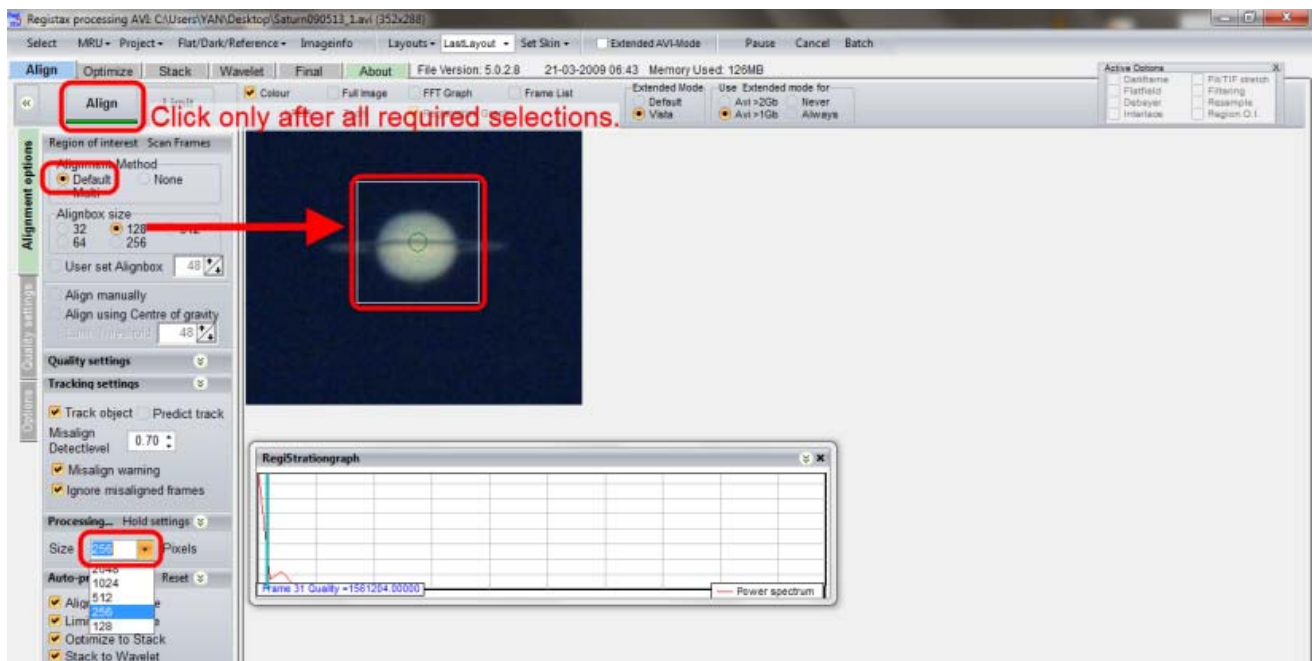 Registax processing AVI: C:\Users\YAN\Desktop\Saturn090513_1.avi (352x288)
Select MRU Project Flat/Dark/Reference Imageinfo Layouts LastLayout Set Skin Extended AVI-Mode Pause Cancel Batch
Align Optimize Stack Wavelet Final About File Version: 5.0.2.8 21-03-2009 06:43 Memory Used: 126MB
Active Options X
Darkframe Fit/TIF stretch
Flatfield Filtering
Debayer Resample
Interlace Region O.I.
Align Limit
Colour Full Image FFT Graph Frame List
Extended Mode
Default
Vista
Use Extended mode for
Avi >2Gb Never
Avi >1Gb Always
Click only after all required selections.
Alignment options
Quality settings
Options
Region of interest Scan Frames
Alignment Method
Default None
Multi
Alignbox size
32 128 512
64 256
User set Alignbox 48
Align manually
Align using Centre of gravity
48
Quality settings
Tracking settings
Track object Predict track
Misalign
Detectlevel 0.70
Misalign warning
Ignore misaligned frames
Processing... Hold settings
Size 256 Pixels
2048
1024
512
256
128
Reset
Optimize to Stack
Stack to Wavelet
RegiStrationgraph
Frame 31 Quality =1581204.00000
Power spectrum